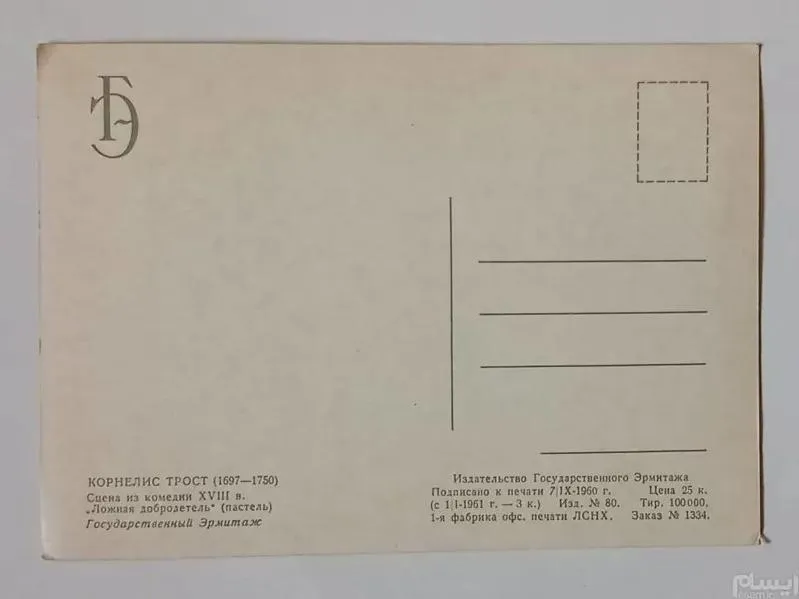 БЭ
КОРНЕЛИС ТРОСТ (1697—1750)
Сцена из комедии XVIII в.
„Ложная добродетель“ (пастель)
Государственный Эрмитаж
Издательство Государственного Эрмитажа
Подписано к печати 7|IX-1960 г. Цена 25 к.
(с 1|I-1961 г. — 3 к.) Изд. № 80. Тир. 100000,
1-я фабрика офс. печати ЛСНХ. Заказ № 1334.
ایسام